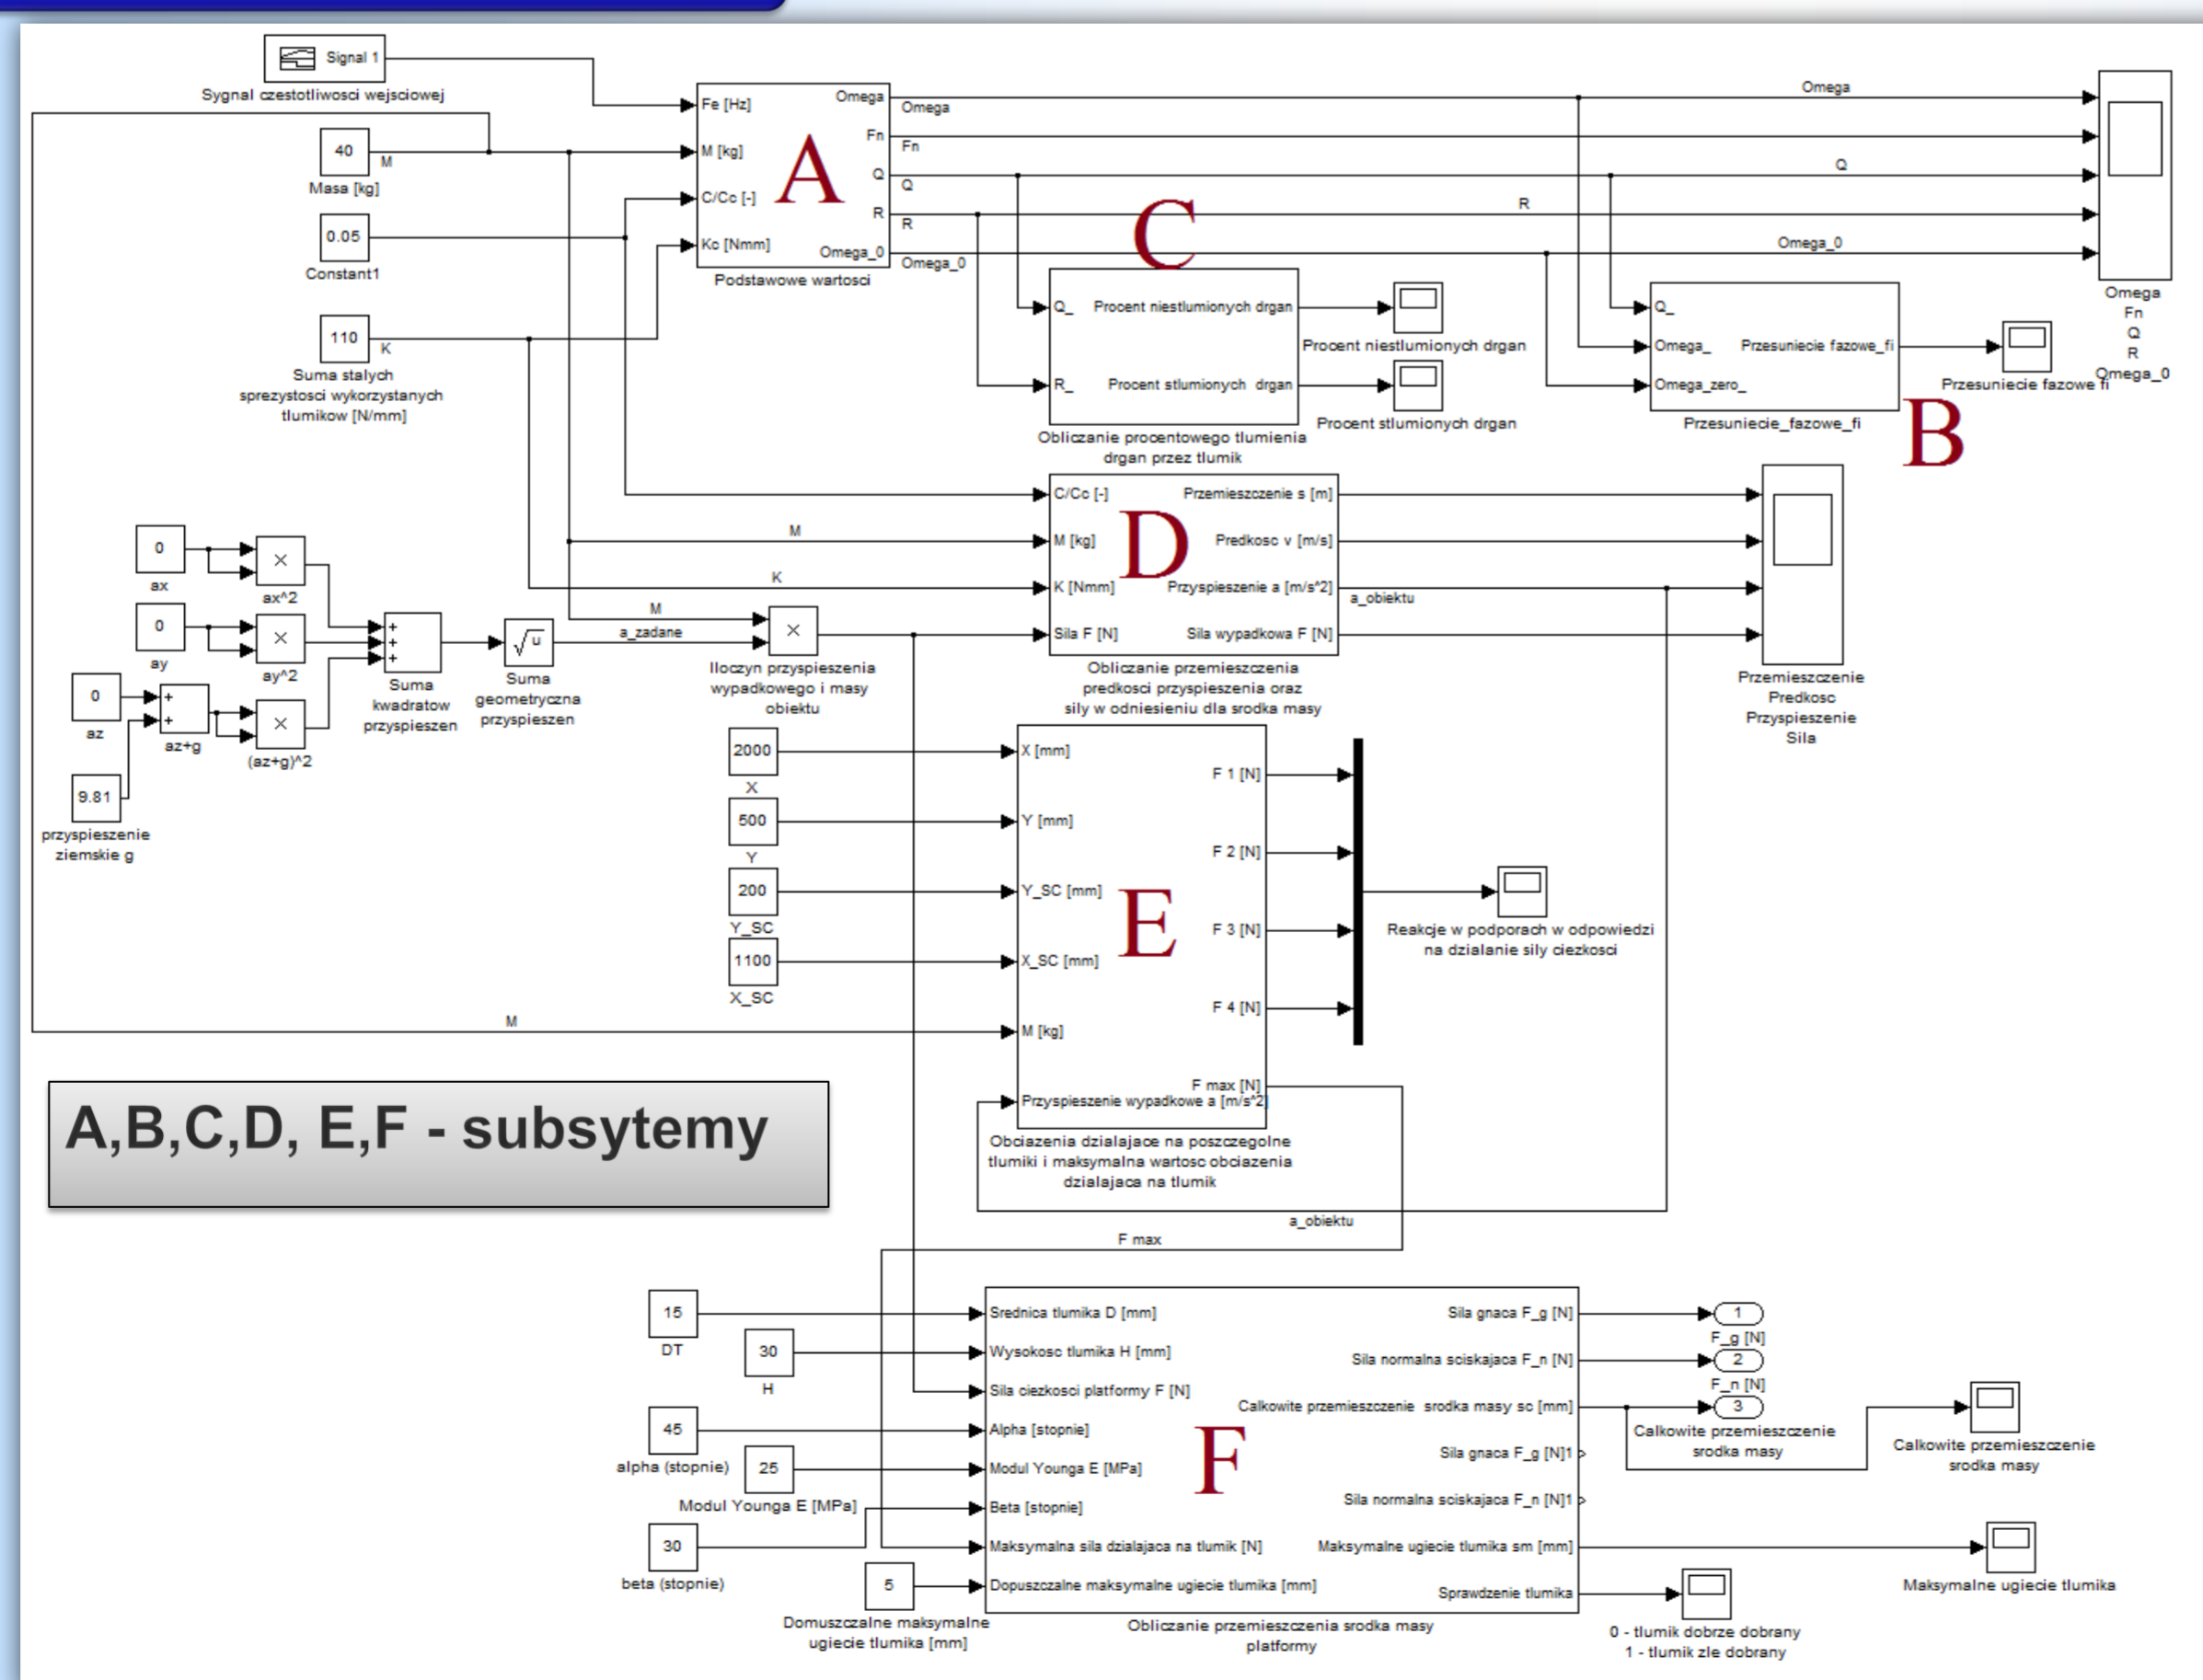 Signal 1
Sygnal czestotliwosci wejsciowej
40
M
Masa [kg]
0.05
Constant1
110
K
Suma stalych
sprezystosci wykorzystanych
tlumikow [N/mm]
Fe [Hz]
M [kg]
C/Cc [-]
Kc [Nmm]
A
Omega
Fn
Q
R
Omega_0
Podstawowe wartosci
Omega
Fn
Q
R
Omega_0
Omega
Q
R
Omega_0
Omega
Fn
Q
R
Omega_0
C
Q_
R_
Procent niestlumionych drgan
Procent stlumionych drgan
Obliczanie procentowego tlumienia
drgan przez tlumik
Procent niestlumionych drgan
Procent stlumionych drgan
Q_
Omega_
Omega_zero_
Przesuniecie fazowe_fi
Przesuniecie_fazowe_fi
Przesuniecie fazowe fi
B
C/Cc [-]
M [kg]
K [Nmm]
Sila F [N]
D
Przemieszczenie s [m]
Predkosc v [m/s]
Przyspieszenie a [m/s^2]
Sila wypadkowa F [N]
Obliczanie przemieszczenia
predkosci przyspieszenia oraz
sily w odniesieniu dla srodka masy
a_obiektu
Przemieszczenie
Predkosc
Przyspieszenie
Sila
M
K
M
a_zadane
0
ax
×
ax^2
0
ay
×
ay^2
0
az
+
+
az+g
×
(az+g)^2
9.81
przyspieszenie
ziemskie g
+
+
+
Suma
kwadratow
przyspieszen
√u
Suma
geometryczna
przyspieszen
×
Iloczyn przyspieszenia
wypadkowego i masy
obiektu
2000
X
500
Y
200
Y_SC
1100
X_SC
M
X [mm]
Y [mm]
Y_SC [mm]
X_SC [mm]
M [kg]
Przyspieszenie wypadkowe a [m/s^2]
E
F 1 [N]
F 2 [N]
F 3 [N]
F 4 [N]
F max [N]
Obciazenia dzialajace na poszczegolne
tlumiki i maksymalna wartosc obciazenia
dzialajaca na tlumik
Reakcje w podporach w odpowiedzi
na dzialanie sily ciezkosci
A,B,C,D, E,F - subsytemy
a_obiektu
F max
15
DT
30
H
45
alpha (stopnie)
25
Modul Younga E [MPa]
30
beta (stopnie)
5
Domuszczalne maksymalne
ugiecie tlumika [mm]
Srednica tlumika D [mm]
Wysokosc tlumika H [mm]
Sila ciezkosci platformy F [N]
Alpha [stopnie]
Modul Younga E [MPa]
Beta [stopnie]
Maksymalna sila dzialajaca na tlumik [N]
Dopuszczalne maksymalne ugiecie tlumika [mm]
F
Sila gnaca F_g [N]
Sila normalna sciskajaca F_n [N]
Calkowite przemieszczenie srodka masy sc [mm]
Sila gnaca F_g [N]1
Sila normalna sciskajaca F_n [N]1
Maksymalne ugiecie tlumika sm [mm]
Sprawdzenie tlumika
Obliczanie przemieszczenia srodka masy
platformy
1
F_g [N]
2
F_n [N]
3
Calkowite przemieszczenie
srodka masy
Calkowite przemieszczenie
srodka masy
Maksymalne ugiecie tlumika
0 - tlumik dobrze dobrany
1 - tlumik zle dobrany